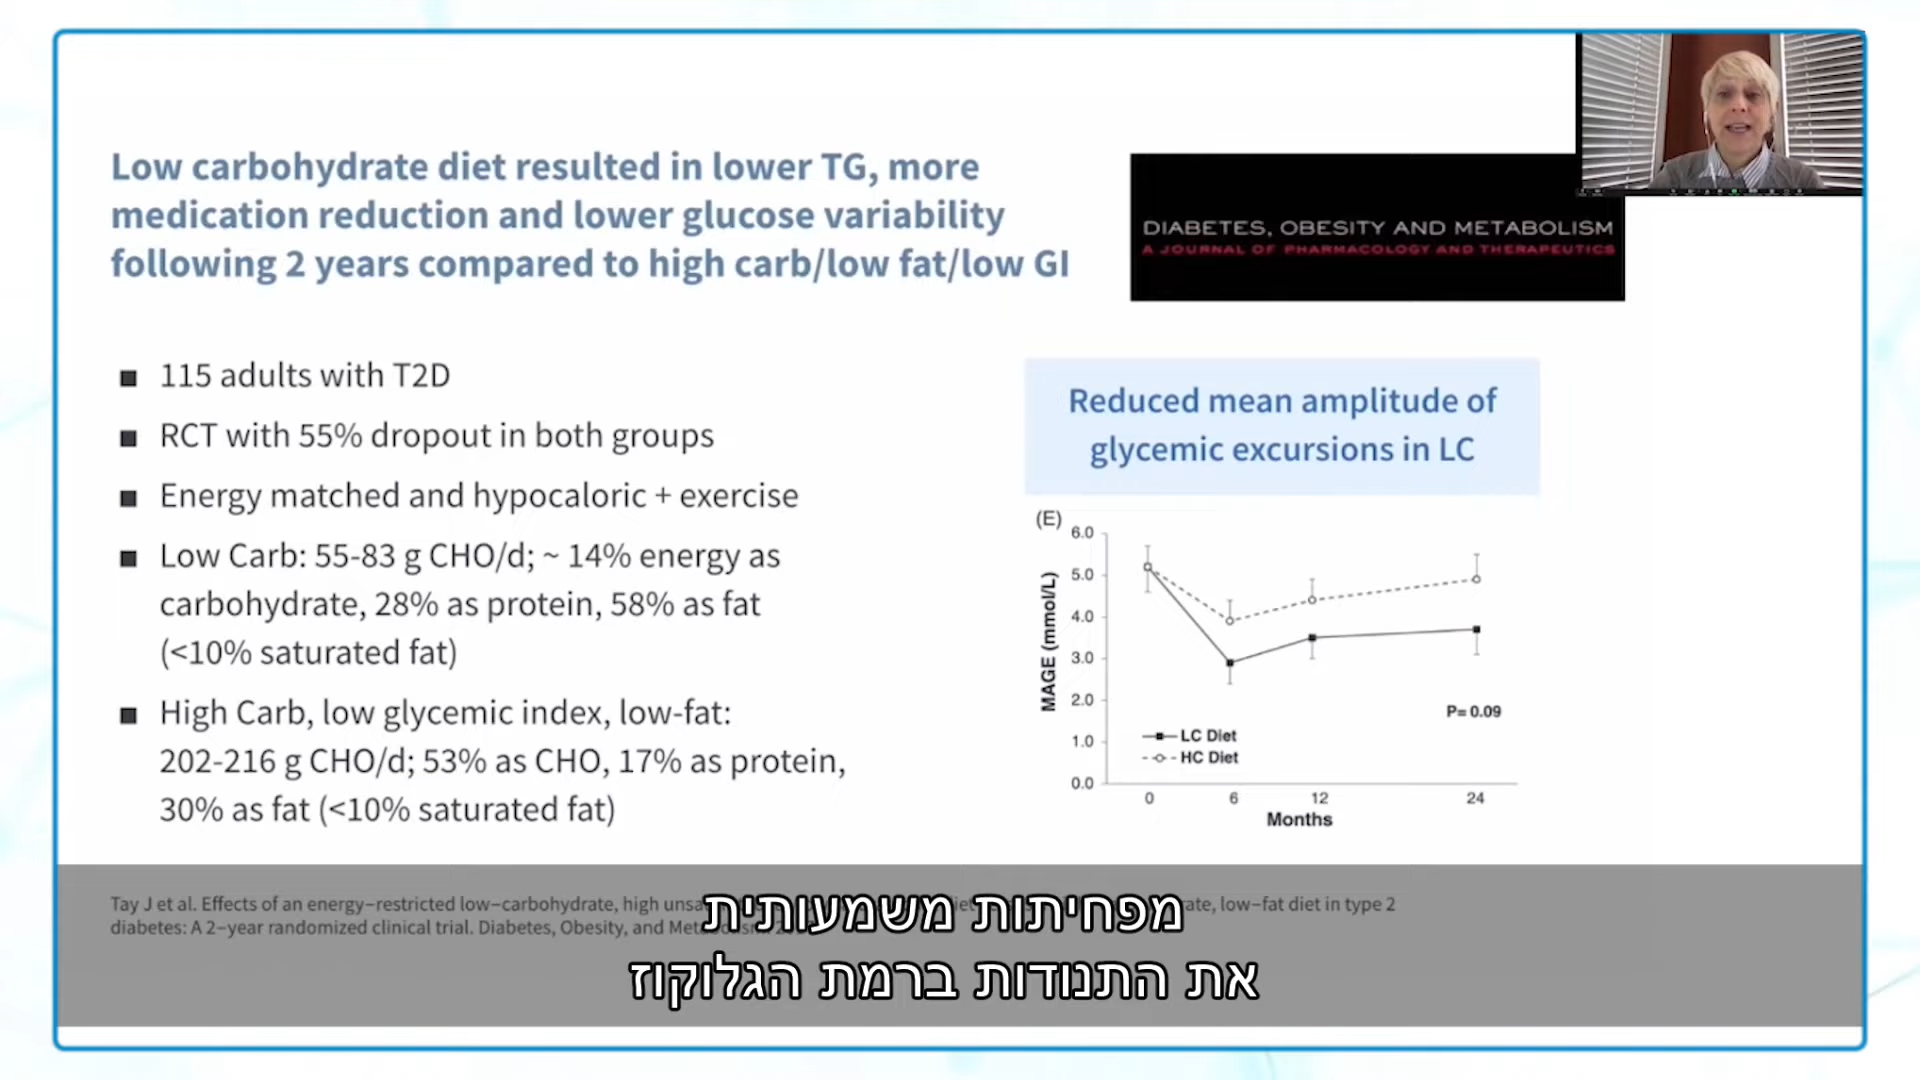 Low carbohydrate diet resulted in lower TG, more
medication reduction and lower glucose variability
following 2 years compared to high carb/low fat/low GI
DIABETES, OBESITY AND METABOLISM
A JOURNAL OF PHARMACOLOGY AND THERAPEUTICS
■ 115 adults with T2D
■ RCT with 55% dropout in both groups
■ Energy matched and hypocaloric + exercise
■ Low Carb: 55-83 g CHO/d; ~ 14% energy as
carbohydrate, 28% as protein, 58% as fat
(<10% saturated fat)
■ High Carb, low glycemic index, low-fat:
202-216 g CHO/d; 53% as CHO, 17% as protein,
30% as fat (<10% saturated fat)
Reduced mean amplitude of
glycemic excursions in LC
(E)
6.0
5.0
4.0
3.0
2.0
1.0
0.0
MAGE (mmol/L)
P= 0.09
LC Diet
HC Diet
0 6 12 24
Months
Tay J et al. Effects of an energy-restricted low-carbohydrate, high low-fat diet in type 2
diabetes: A 2-year randomized clinical trial. Diabetes, Obesity, and
מפחיתות משמעותית
את התנודות ברמת הגלוקוז